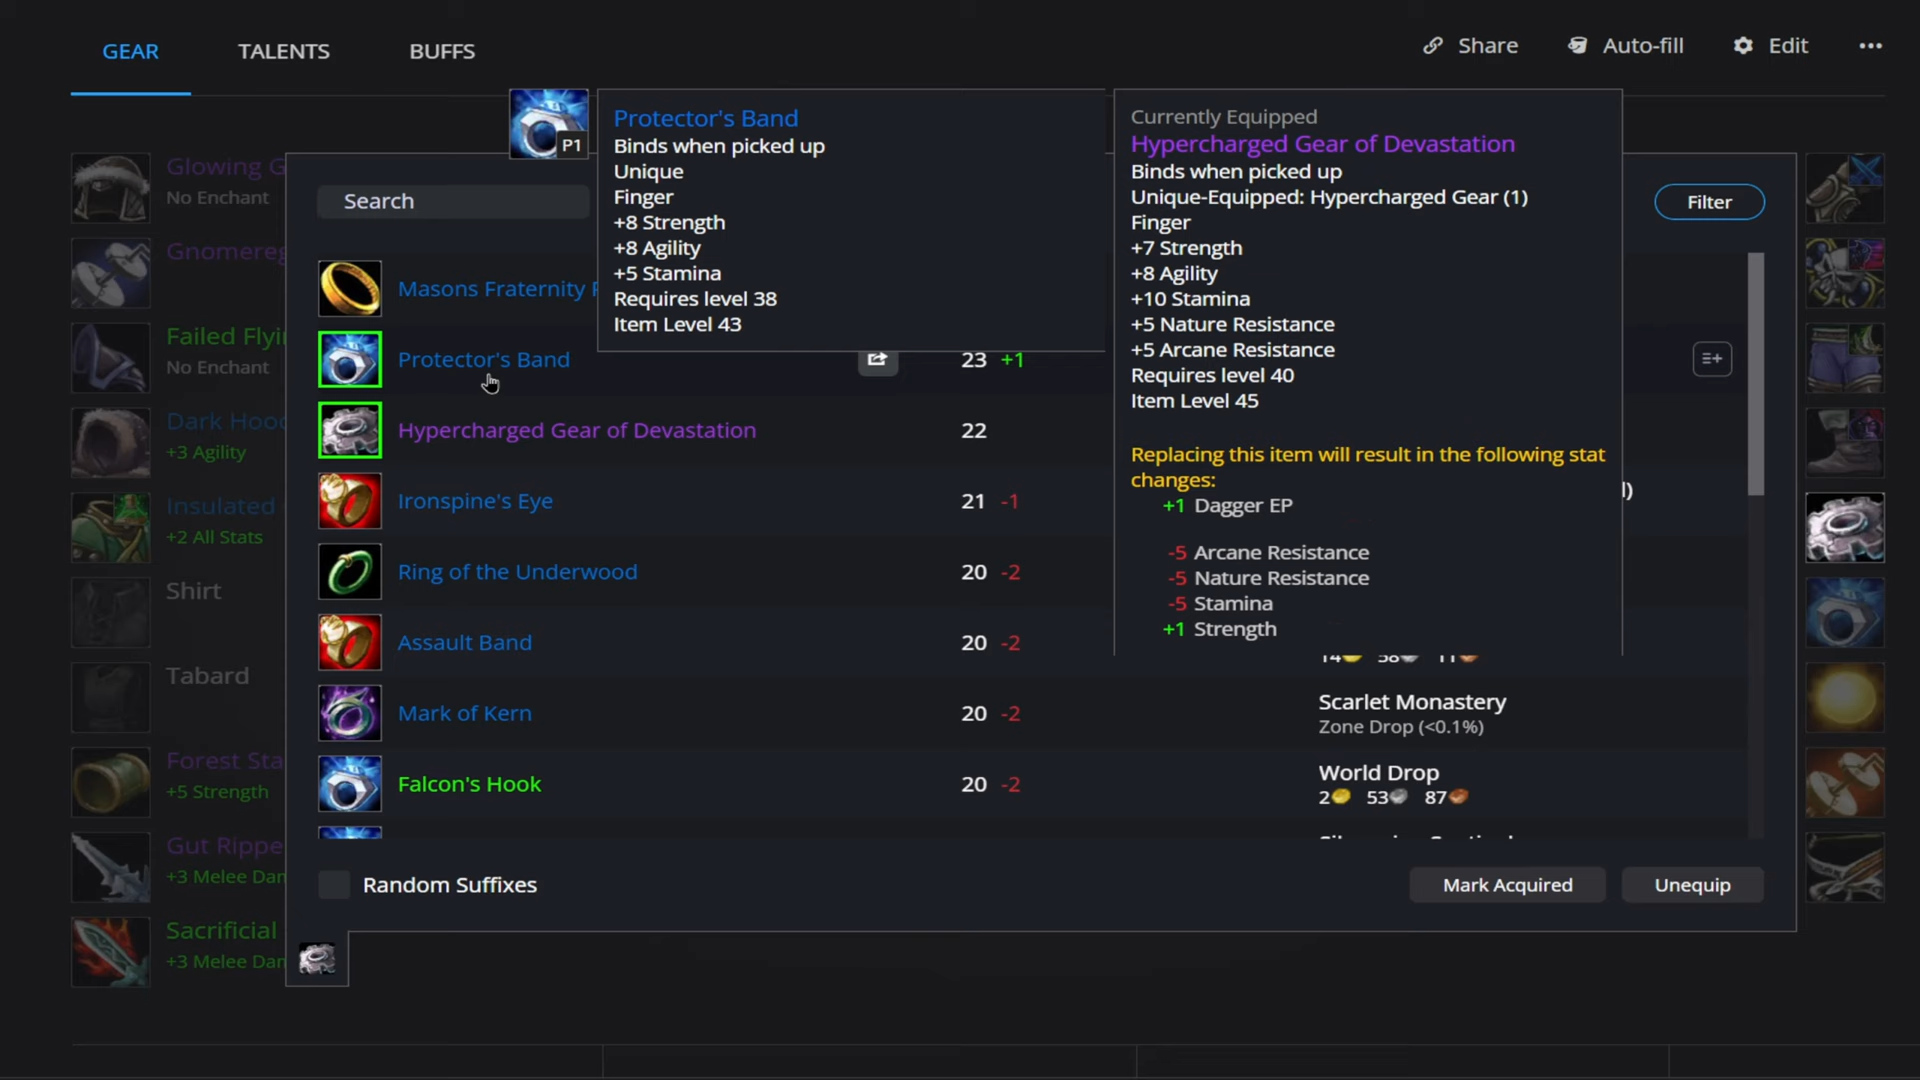 GEAR
TALENTS
BUFFS
Share
Auto-fill
Edit
P1
Protector's Band
Binds when picked up
Unique
Finger
+8 Strength
+8 Agility
+5 Stamina
Requires level 38
Item Level 43
Currently Equipped
Hypercharged Gear of Devastation
Binds when picked up
Unique-Equipped: Hypercharged Gear (1)
Finger
+7 Strength
+8 Agility
+10 Stamina
+5 Nature Resistance
+5 Arcane Resistance
Requires level 40
Item Level 45
Replacing this item will result in the following stat
changes:
+1 Dagger EP
-5 Arcane Resistance
-5 Nature Resistance
-5 Stamina
+1 Strength
Glowing G
No Enchant
Failed Flyi
No Enchant
Dark Hood
+3 Agility
Insulated
+2 All Stats
Shirt
Tabard
Forest Sta
+5 Strength
Gut Rippe
+3 Melee Dam
Sacrificial
+3 Melee Dam
Search
Filter
Masons Fraternity
Protector's Band 23 +1
Hypercharged Gear of Devastation 22
Ironspine's Eye 21 -1
Ring of the Underwood 20 -2
Assault Band 20 -2
14 58 11
Mark of Kern 20 -2
Scarlet Monastery
Zone Drop (<0.1%)
Falcon's Hook 20 -2
World Drop
2 53 87
Random Suffixes
Mark Acquired
Unequip